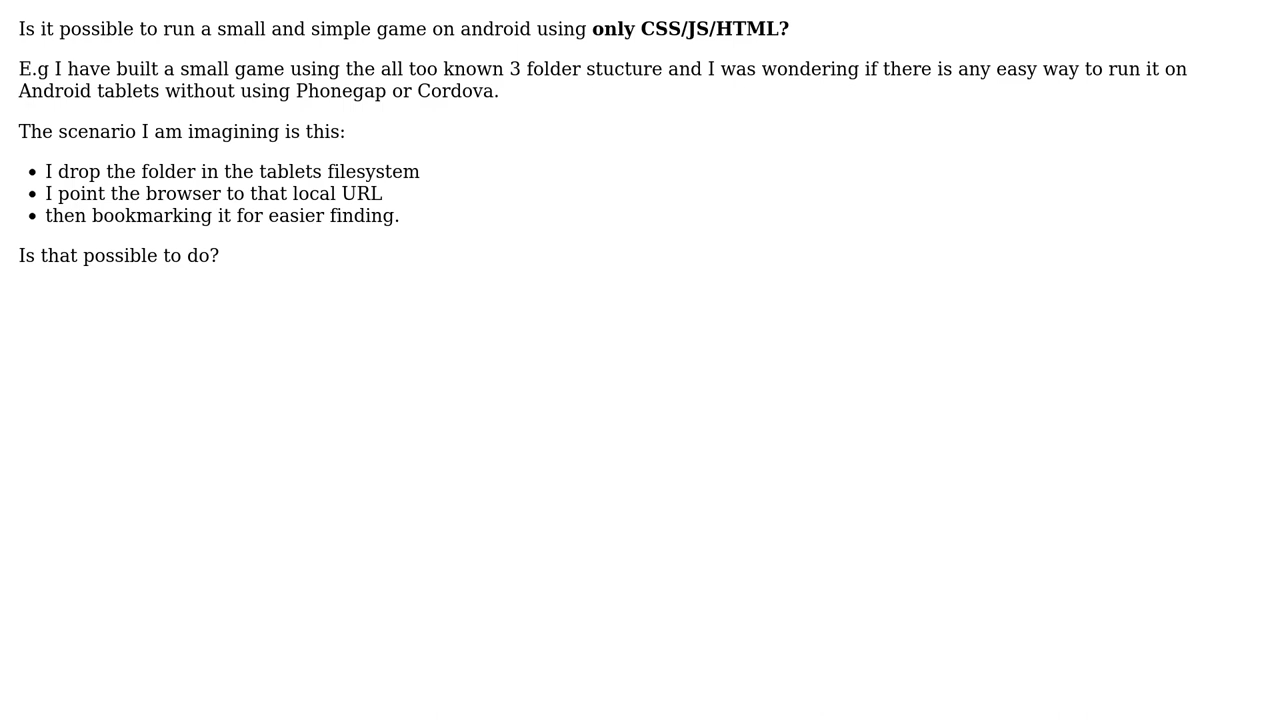 Is it possible to run a small and simple game on android using only CSS/JS/HTML?
E.g I have built a small game using the all too known 3 folder stucture and I was wondering if there is any easy way to run it on
Android tablets without using Phonegap or Cordova.
The scenario I am imagining is this:
• I drop the folder in the tablets filesystem
• I point the browser to that local URL
• then bookmarking it for easier finding.
Is that possible to do?